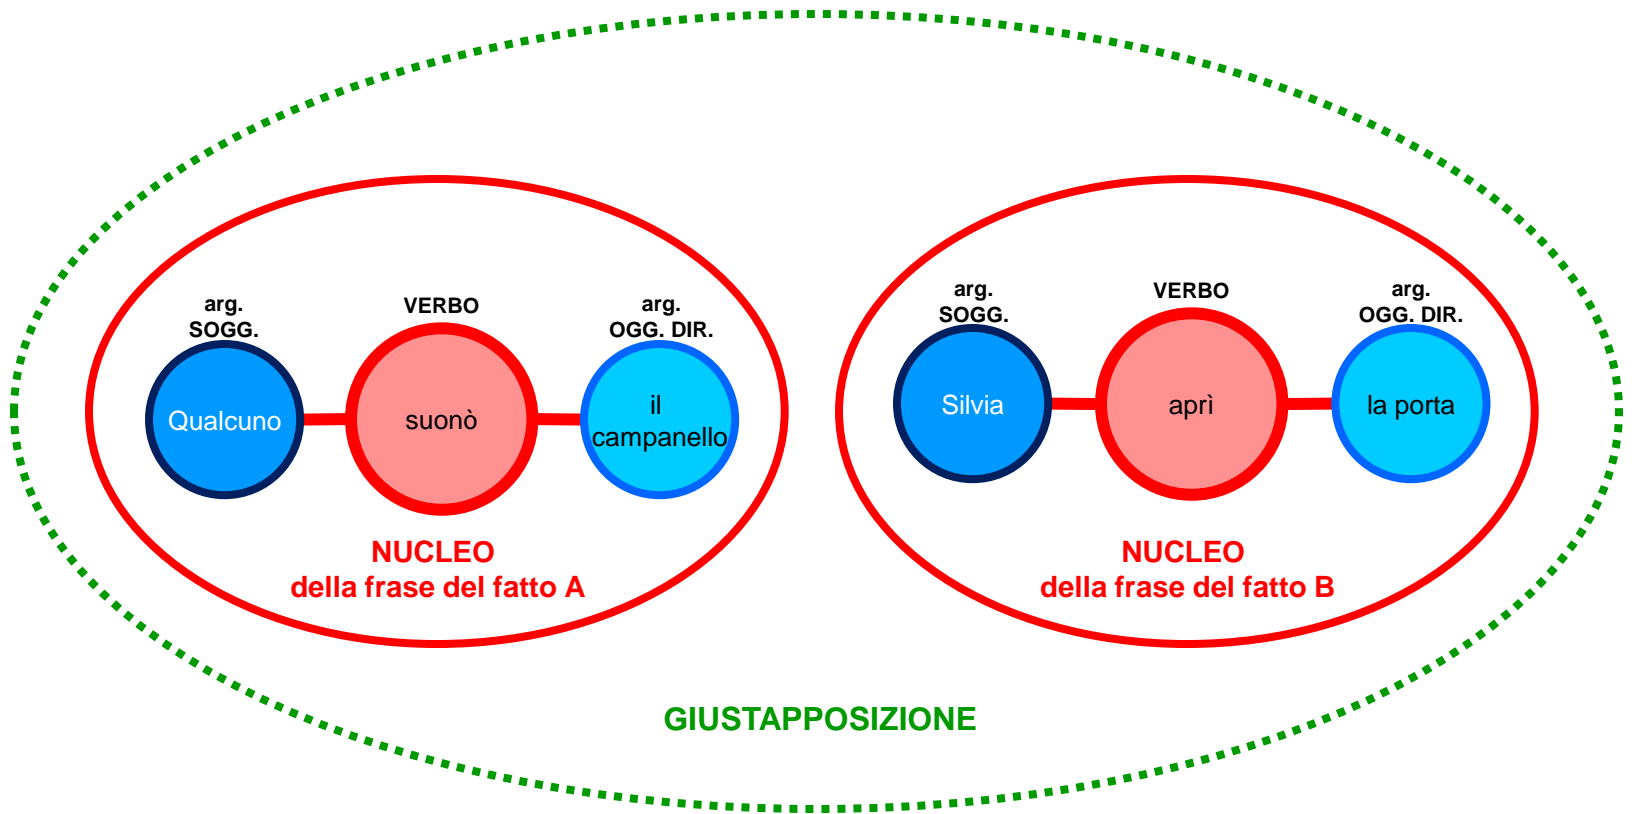 arg.
SOGG.
VERBO
arg.
OGG. DIR.
Qualcuno
suonò
il
campanello
NUCLEO
della frase del fatto A
arg.
SOGG.
VERBO
arg.
OGG. DIR.
Silvia
aprì
la porta
NUCLEO
della frase del fatto B
GIUSTAPPOSIZIONE